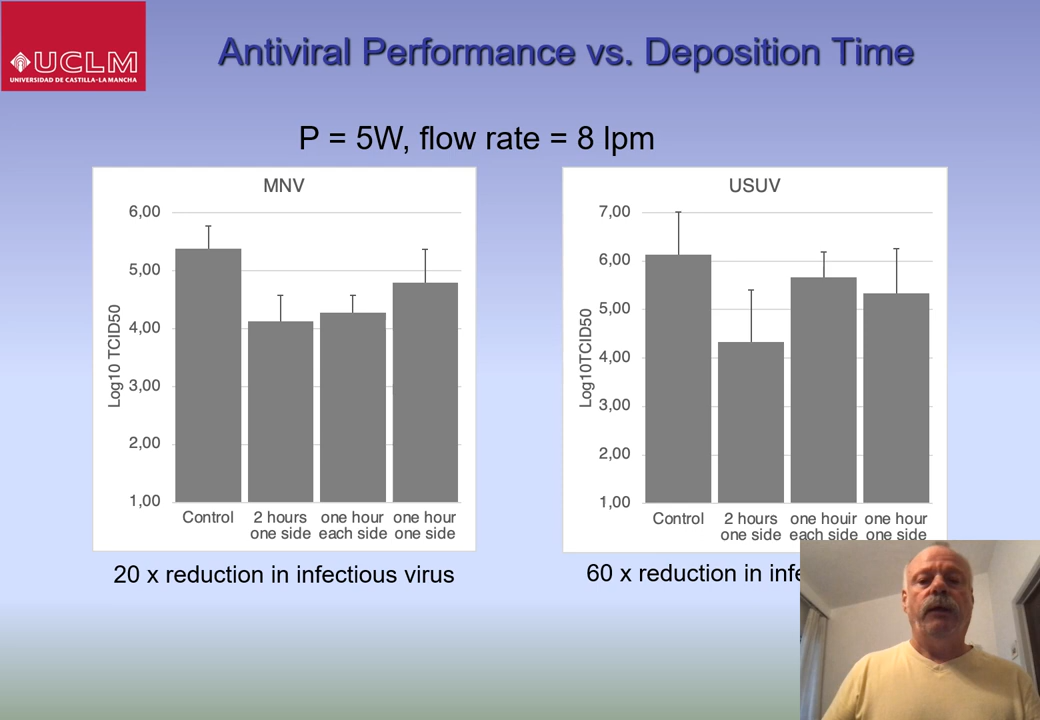 UCLM
UNIVERSIDAD DE CASTILLA-LA MANCHA
Antiviral Performance vs. Deposition Time
P = 5W, flow rate = 8 lpm
MNV
6,00
5,00
4,00
3,00
2,00
1,00
Log10 TCID50
Control
2 hours one side
one hour each side
one hour one side
20 x reduction in infectious virus
USUV
7,00
6,00
5,00
4,00
3,00
2,00
1,00
Log10TCID50
Control
2 hours one side
one houir each side
one hour one side
60 x reduction in